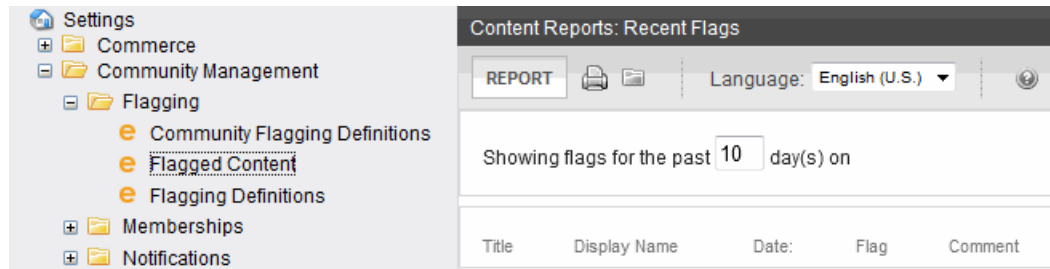 Settings
Commerce
Community Management
Flagging
Community Flagging Definitions
Flagged Content
Flagging Definitions
Memberships
Notifications
Content Reports: Recent Flags
REPORT Language: English (U.S.)
Showing flags for the past 10 day(s) on
Title Display Name Date: Flag Comment